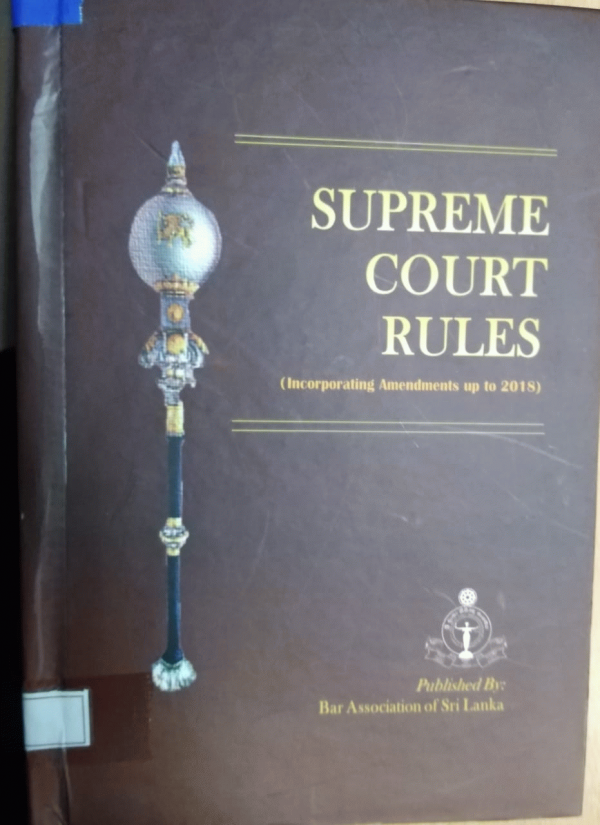 SUPREME
COURT
RULES
(Incorporating Amendments up to 2018)
Published By:
Bar Association of Sri Lanka